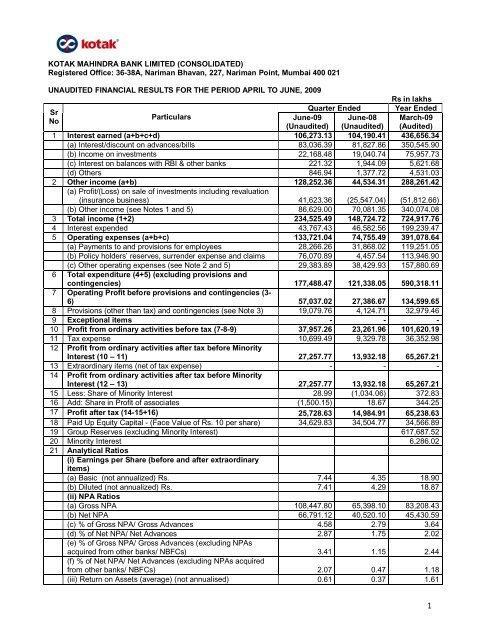 kotak
KOTAK MAHINDRA BANK LIMITED (CONSOLIDATED)
Registered Office: 36-38A, Nariman Bhavan, 227, Nariman Point, Mumbai 400 021
UNAUDITED FINANCIAL RESULTS FOR THE PERIOD APRIL TO JUNE, 2009
Rs in lakhs
Sr No Particulars Quarter Ended Year Ended
June-09 (Unaudited) June-08 (Unaudited) March-09 (Audited)
1 Interest earned (a+b+c+d) 106,273.13 104,190.41 436,656.34
(a) Interest/discount on advances/bills 83,036.39 81,827.86 350,545.90
(b) Income on investments 22,168.48 19,040.74 75,957.73
(c) Interest on balances with RBI & other banks 221.32 1,944.09 5,621.68
(d) Others 846.94 1,377.72 4,531.03
2 Other income (a+b) 128,252.36 44,534.31 288,261.42
(a) Profit/(Loss) on sale of investments including revaluation
(insurance business) 41,623.36 (25,547.04) (51,812.66)
(b) Other income (see Notes 1 and 5) 86,629.00 70,081.35 340,074.08
3 Total income (1+2) 234,525.49 148,724.72 724,917.76
4 Interest expended 43,767.43 46,582.56 199,239.47
5 Operating expenses (a+b+c) 133,721.04 74,755.49 391,078.64
(a) Payments to and provisions for employees 28,266.26 31,868.02 119,251.05
(b) Policy holders' reserves, surrender expense and claims 76,070.89 4,457.54 113,946.90
(c) Other operating expenses (see Note 2 and 5) 29,383.89 38,429.93 157,880.69
6 Total expenditure (4+5) (excluding provisions and
contingencies) 177,488.47 121,338.05 590,318.11
7 Operating Profit before provisions and contingencies (3-
6) 57,037.02 27,386.67 134,599.65
8 Provisions (other than tax) and contingencies (see Note 3) 19,079.76 4,124.71 32,979.46
9 Exceptional items - - -
10 Profit from ordinary activities before tax (7-8-9) 37,957.26 23,261.96 101,620.19
11 Tax expense 10,699.49 9,329.78 36,352.98
12 Profit from ordinary activities after tax before Minority
Interest (10 – 11) 27,257.77 13,932.18 65,267.21
13 Extraordinary items (net of tax expense) - - -
14 Profit from ordinary activities after tax before Minority
Interest (12 – 13) 27,257.77 13,932.18 65,267.21
15 Less: Share of Minority Interest 28.99 (1,034.06) 372.83
16 Add: Share in Profit of associates (1,500.15) 18.67 344.25
17 Profit after tax (14-15+16) 25,728.63 14,984.91 65,238.63
18 Paid Up Equity Capital - (Face Value of Rs. 10 per share) 34,629.83 34,504.77 34,566.89
19 Group Reserves (excluding Minority Interest) 617,687.52
20 Minority Interest 6,286.02
21 Analytical Ratios
(i) Earnings per Share (before and after extraordinary
items)
(a) Basic (not annualized) Rs. 7.44 4.35 18.90
(b) Diluted (not annualized) Rs. 7.41 4.29 18.87
(ii) NPA Ratios
(a) Gross NPA 108,447.80 65,398.10 83,208.43
(b) Net NPA 66,791.12 40,520.10 45,430.59
(c) % of Gross NPA/ Gross Advances 4.58 2.79 3.64
(d) % of Net NPA/ Net Advances 2.87 1.75 2.02
(e) % of Gross NPA/ Gross Advances (excluding NPAs
acquired from other banks/ NBFCs) 3.41 1.15 2.44
(f) % of Net NPA/ Net Advances (excluding NPAs acquired
from other banks/ NBFCs) 2.07 0.47 1.18
(iii) Return on Assets (average) (not annualised) 0.61 0.37 1.61
1